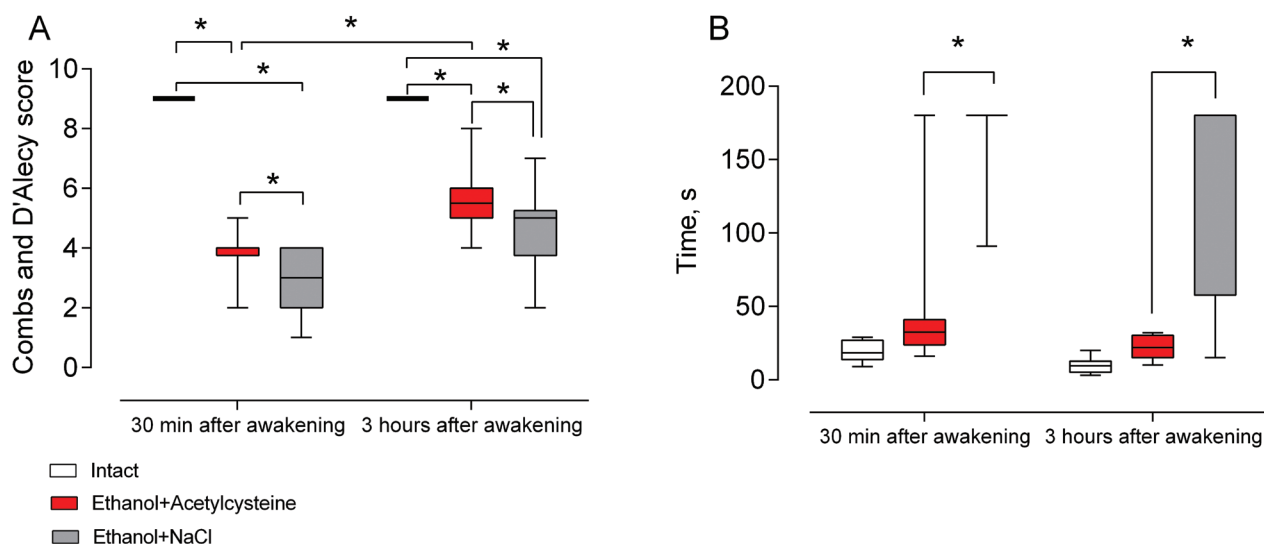 A
Combs and D'Alecy score
10
8
6
4
2
0
*
*
*
*
*
*
*
30 min after awakening
3 hours after awakening
Intact
Ethanol+Acetylcysteine
Ethanol+NaCl
B
Time, s
200
150
100
50
0
*
*
30 min after awakening
3 hours after awakening